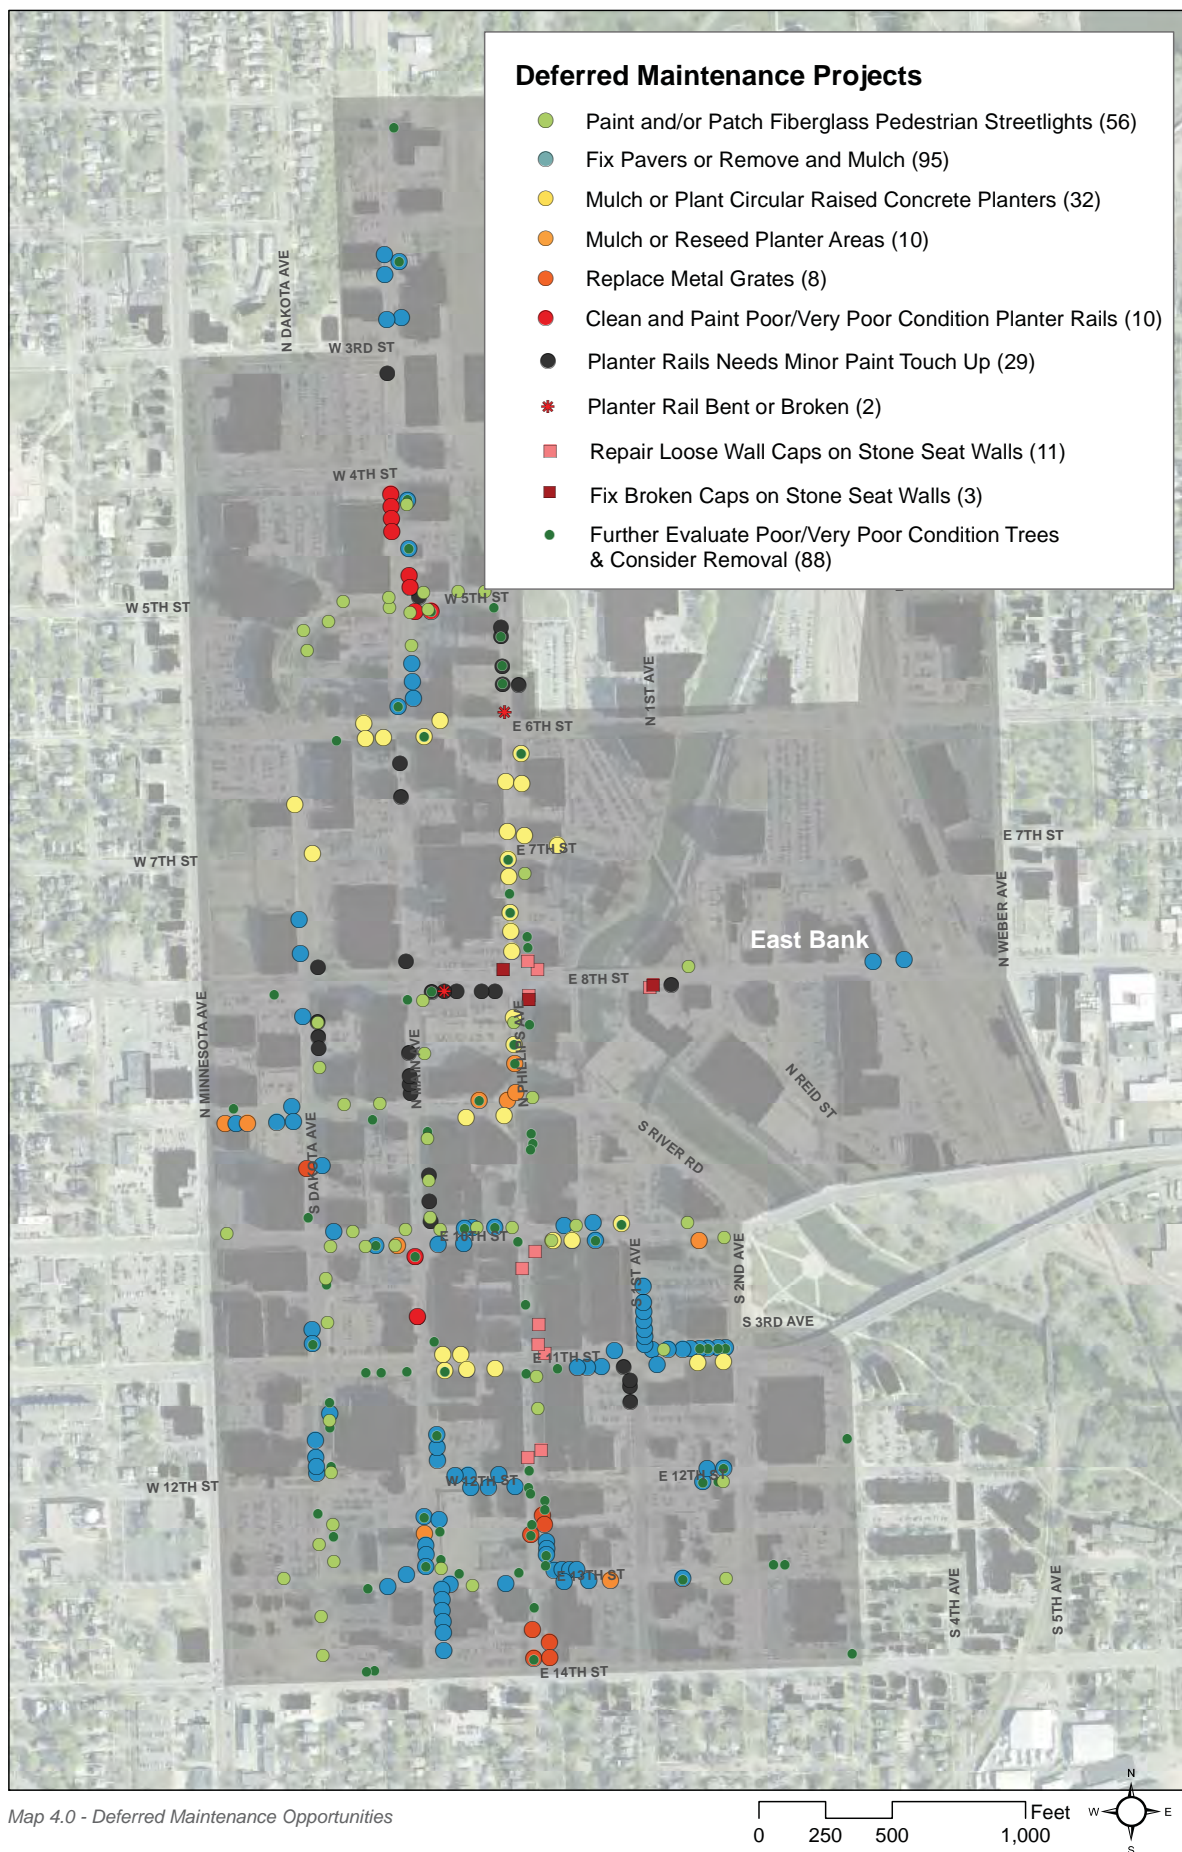 Deferred Maintenance Projects
Paint and/or Patch Fiberglass Pedestrian Streetlights (56)
Fix Pavers or Remove and Mulch (95)
Mulch or Plant Circular Raised Concrete Planters (32)
Mulch or Reseed Planter Areas (10)
Replace Metal Grates (8)
Clean and Paint Poor/Very Poor Condition Planter Rails (10)
Planter Rails Needs Minor Paint Touch Up (29)
Planter Rail Bent or Broken (2)
Repair Loose Wall Caps on Stone Seat Walls (11)
Fix Broken Caps on Stone Seat Walls (3)
Further Evaluate Poor/Very Poor Condition Trees
& Consider Removal (88)
N DAKOTA AVE
W 3RD ST
W 4TH ST
W 5TH ST
W 5TH ST
N 1ST AVE
E 6TH ST
E 7TH ST
E 7TH ST
W 7TH ST
N WEBER AVE
East Bank
E 8TH ST
N MINNESOTA AVE
N MAIN AVE
N PHILLIPS AVE
N REID ST
S RIVER RD
S DAKOTA AVE
E 10TH ST
S 1ST AVE
S 2ND AVE
S 3RD AVE
E 11TH ST
W 12TH ST
W 12TH ST
E 12TH ST
E 13TH ST
S 4TH AVE
S 5TH AVE
E 14TH ST
Map 4.0 - Deferred Maintenance Opportunities
Feet
0 250 500 1,000
N
W E
S